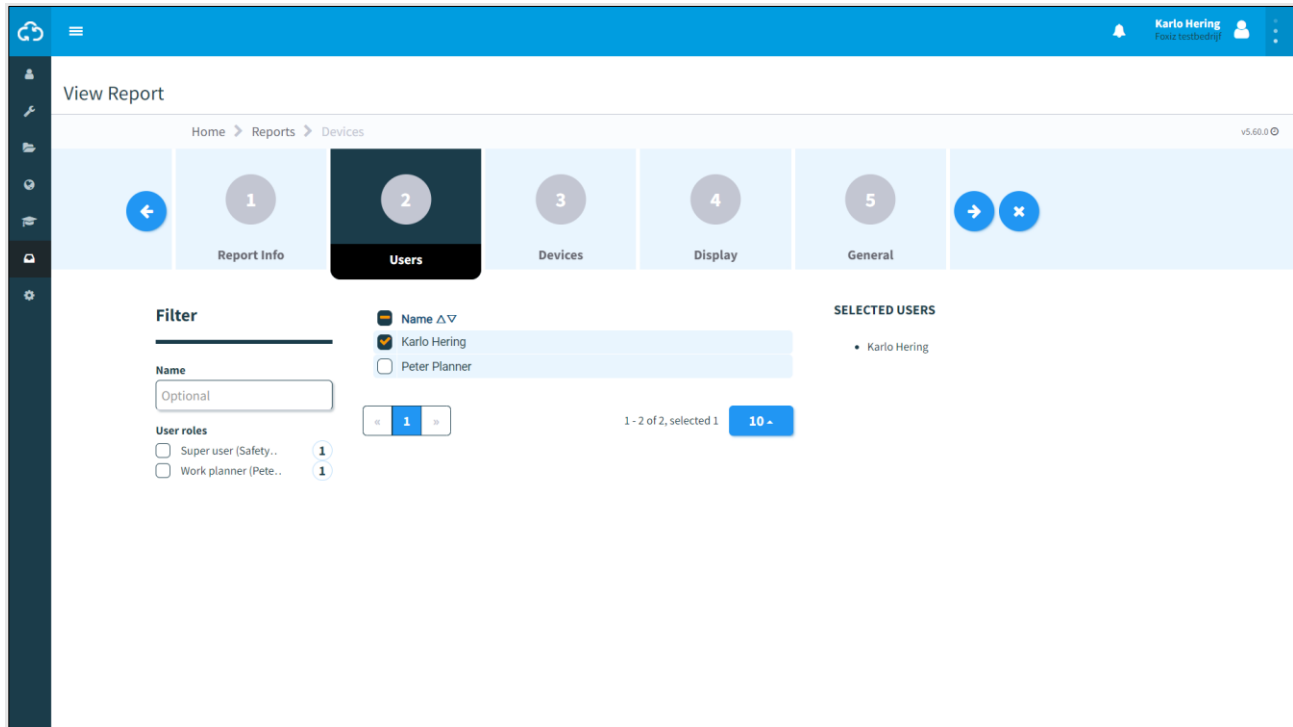 Karlo Hering
Foxiz testbedrijf
View Report
Home Reports Devices
v5.60.0
1
Report Info
2
Users
3
Devices
4
Display
5
General
Filter
Name
Optional
User roles
Super user (Safety.. 1
Work planner (Pete.. 1
Name △▽
Karlo Hering
Peter Planner
« 1 »
1 - 2 of 2, selected 1
10
SELECTED USERS
• Karlo Hering